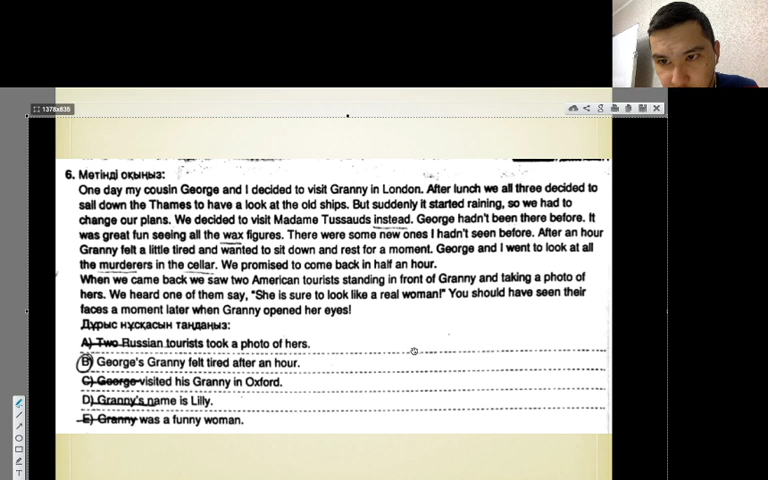 1378x835
6. Мәтінді оқыңыз:
One day my cousin George and I decided to visit Granny in London. After lunch we all three decided to
sail down the Thames to have a look at the old ships. But suddenly it started raining, so we had to
change our plans. We decided to visit Madame Tussauds instead. George hadn't been there before. It
was great fun seeing all the wax figures. There were some new ones I hadn't seen before. After an hour
Granny felt a little tired and wanted to sit down and rest for a moment. George and I went to look at all
the murderers in the cellar. We promised to come back in half an hour.
When we came back we saw two American tourists standing in front of Granny and taking a photo of
hers. We heard one of them say, "She is sure to look like a real woman!" You should have seen their
faces a moment later when Granny opened her eyes!
Дұрыс нұсқасын таңдаңыз:
A) Two Russian tourists took a photo of hers.
B) George's Granny felt tired after an hour.
C) George visited his Granny in Oxford.
D) Granny's name is Lilly.
E) Granny was a funny woman.